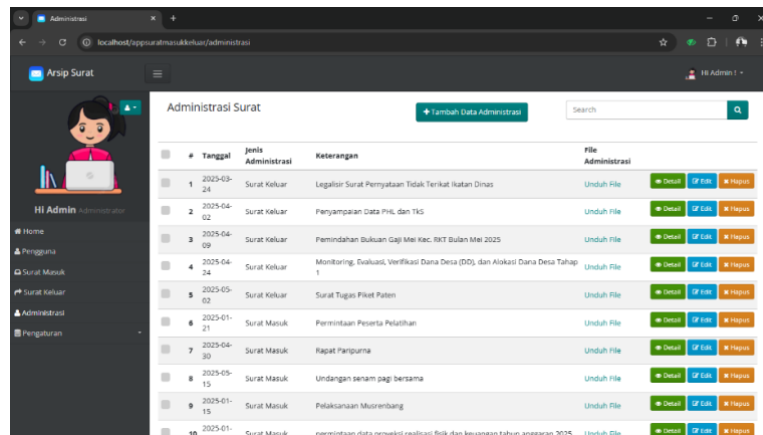 Administrasi
localhost/appsuratmasukkeluar/administrasi
Arsip Surat
Hi Admin !
Hi Admin Administrator
Home
Pengguna
Surat Masuk
Surat Keluar
Administrasi
Pengaturan
Administrasi Surat
Tambah Data Administrasi
Search
# Tanggal Jenis Administrasi Keterangan File Administrasi
1 2025-03-24 Surat Keluar Legalisir Surat Pernyataan Tidak Terikat Ikatan Dinas Unduh File Detail Edit Hapus
2 2025-04-02 Surat Keluar Penyampaian Data PHL dan TkS Unduh File Detail Edit Hapus
3 2025-04-09 Surat Keluar Pemindahan Bukuan Gaji Mei Kec. RKT Bulan Mei 2025 Unduh File Detail Edit Hapus
4 2025-04-24 Surat Keluar Monitoring, Evaluasi, Verifikasi Dana Desa (DD), dan Alokasi Dana Desa Tahap 1 Unduh File Detail Edit Hapus
5 2025-05-02 Surat Keluar Surat Tugas Piket Paten Unduh File Detail Edit Hapus
6 2025-01-21 Surat Masuk Permintaan Peserta Pelatihan Unduh File Detail Edit Hapus
7 2025-04-30 Surat Masuk Rapat Paripurna Unduh File Detail Edit Hapus
8 2025-05-15 Surat Masuk Undangan senam pagi bersama Unduh File Detail Edit Hapus
9 2025-01-15 Surat Masuk Pelaksanaan Musrenbang Unduh File Detail Edit Hapus
10 2025-01- Surat Masuk permintaan data proyeksi realisasi fisik dan keuangan tahun anggaran 2025 Unduh File Detail Edit Hapus